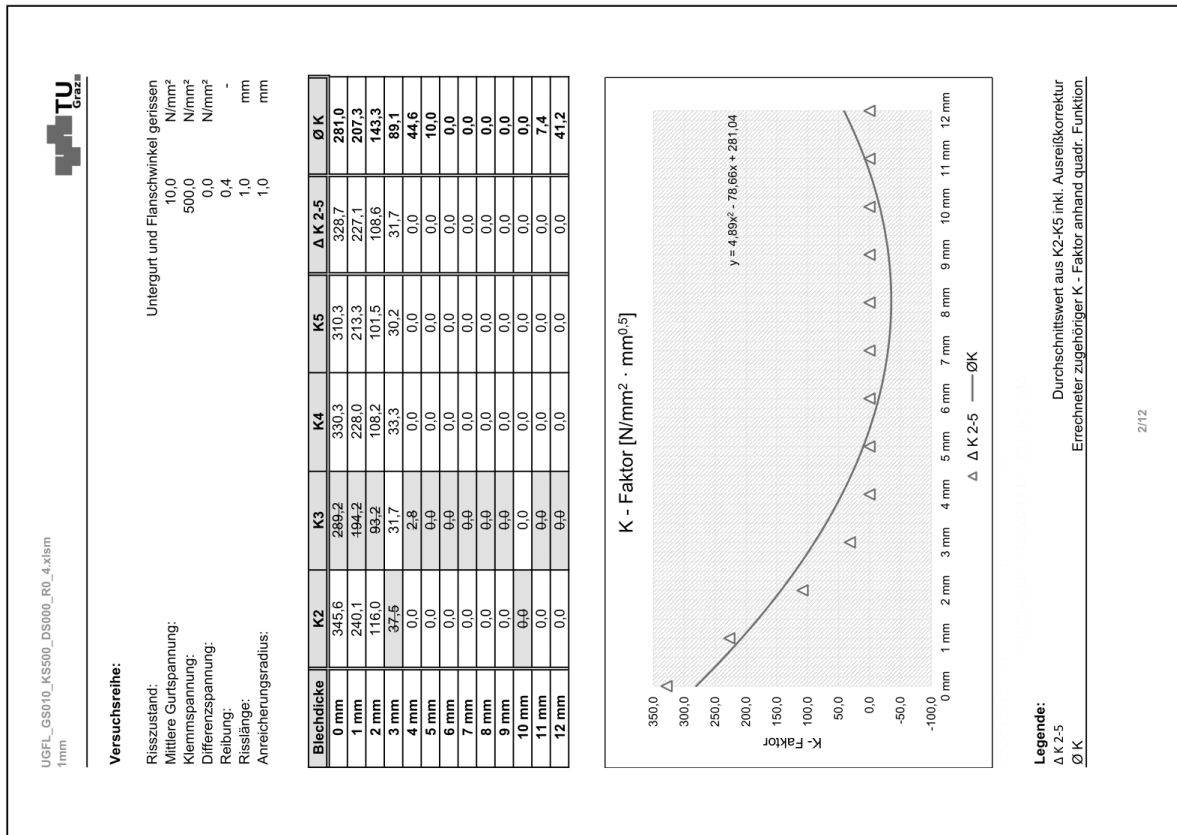 UGFL_GS010_KS500_DS000_R0_4.xlsm
1mm
TU
Graz
Versuchsreihe:
Risszustand: Untergurt und Flanschwinkel gerissen
Mittlere Gurtspannung: 10,0 N/mm²
Klemmspannung: 500,0 N/mm²
Differenzspannung: 0,0 N/mm²
Reibung: 0,4 -
Risslänge: 1,0 mm
Anreicherungsradius: 1,0 mm
Blechdicke K2 K3 K4 K5 Δ K 2-5 Ø K
0 mm 345,6 289,2 330,3 310,3 328,7 281,0
1 mm 240,1 194,2 228,0 213,3 227,1 207,3
2 mm 116,0 93,2 108,2 101,5 108,6 143,3
3 mm 37,5 31,7 33,3 30,2 31,7 89,1
4 mm 0,0 2,8 0,0 0,0 0,0 44,6
5 mm 0,0 0,0 0,0 0,0 0,0 10,0
6 mm 0,0 0,0 0,0 0,0 0,0 0,0
7 mm 0,0 0,0 0,0 0,0 0,0 0,0
8 mm 0,0 0,0 0,0 0,0 0,0 0,0
9 mm 0,0 0,0 0,0 0,0 0,0 0,0
10 mm 0,0 0,0 0,0 0,0 0,0 0,0
11 mm 0,0 0,0 0,0 0,0 0,0 7,4
12 mm 0,0 0,0 0,0 0,0 0,0 41,2
K - Faktor [N/mm² · mm⁰·⁵]
y = 4,89x² - 78,66x + 281,04
K- Faktor
350,0
300,0
250,0
200,0
150,0
100,0
50,0
0,0
-50,0
-100,0
0 mm 1 mm 2 mm 3 mm 4 mm 5 mm 6 mm 7 mm 8 mm 9 mm 10 mm 11 mm 12 mm
Δ K 2-5 ØK
Legende:
Δ K 2-5 Durchschnittswert aus K2-K5 inkl. Ausreißkorrektur
Ø K Errechneter zugehöriger K - Faktor anhand quadr. Funktion
2/12